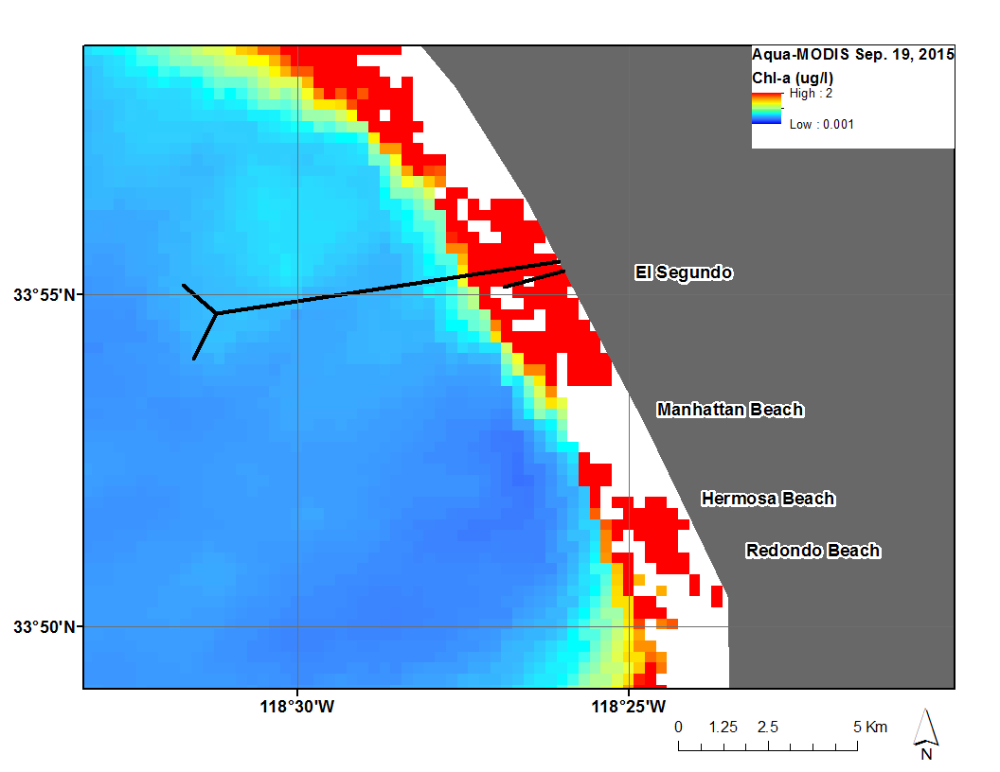 Aqua-MODIS Sep. 19, 2015
Chl-a (ug/l)
High : 2
Low : 0.001
El Segundo
33°55'N
Manhattan Beach
Hermosa Beach
Redondo Beach
33°50'N
118°30'W
118°25'W
0 1.25 2.5 5 Km
N